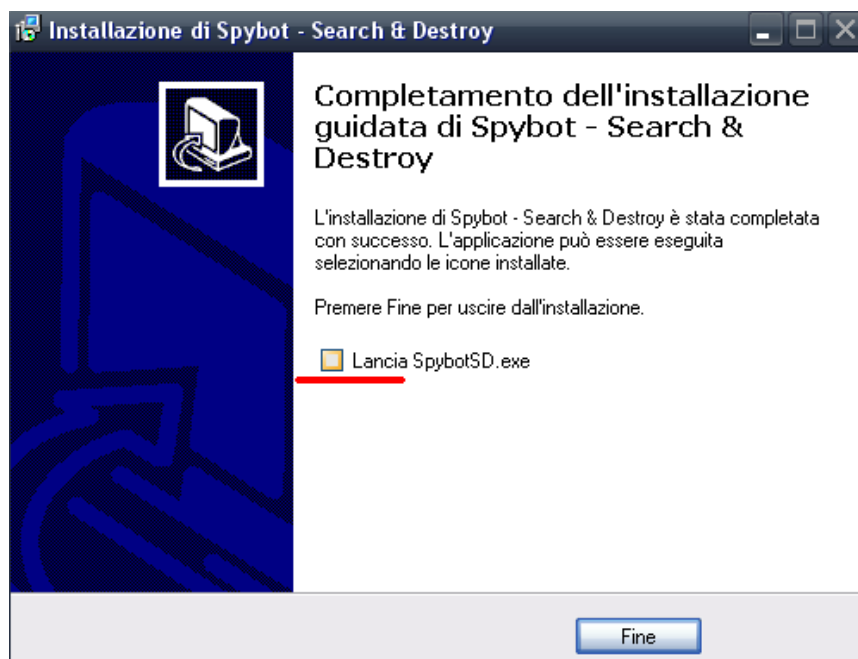 Installazione di Spybot - Search & Destroy
Completamento dell'installazione
guidata di Spybot - Search &
Destroy
L'installazione di Spybot - Search & Destroy è stata completata
con successo. L'applicazione può essere eseguita
selezionando le icone installate.
Premere Fine per uscire dall'installazione.
Lancia SpybotSD.exe
Fine